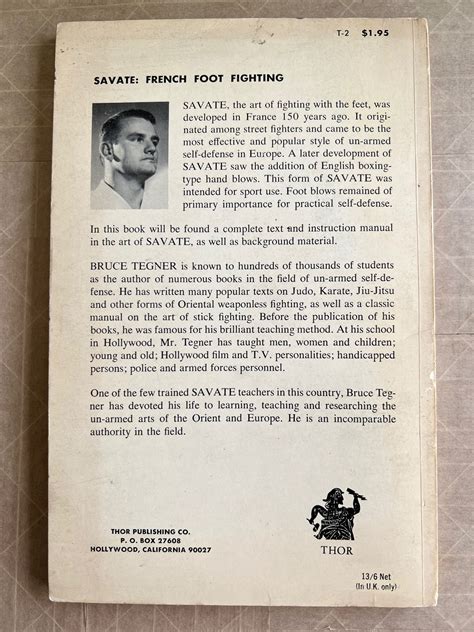 T-2 $1.95
SAVATE: FRENCH FOOT FIGHTING
SAVATE, the art of fighting with the feet, was
developed in France 150 years ago. It orig-
inated among street fighters and came to be the
most effective and popular style of un-armed
self-defense in Europe. A later development of
SAVATE saw the addition of English boxing-
type hand blows. This form of SAVATE was
intended for sport use. Foot blows remained of
primary importance for practical self-defense.
In this book will be found a complete text and instruction manual
in the art of SAVATE, as well as background material.
BRUCE TEGNER is known to hundreds of thousands of students
as the author of numerous books in the field of un-armed self-de-
fense. He has written many popular texts on Judo, Karate, Jiu-Jitsu
and other forms of Oriental weaponless fighting, as well as a classic
manual on the art of stick fighting. Before the publication of his
books, he was famous for his brilliant teaching method. At his school
in Hollywood, Mr. Tegner has taught men, women and children;
young and old; Hollywood film and T.V. personalities; handicapped
persons; police and armed forces personnel.
One of the few trained SAVATE teachers in this country, Bruce Teg-
ner has devoted his life to learning, teaching and researching the
un-armed arts of the Orient and Europe. He is an incomparable
authority in the field.
THOR PUBLISHING CO.
P. O. BOX 27608
HOLLYWOOD, CALIFORNIA 90027
THOR
13/6 Net
(In U.K. only)